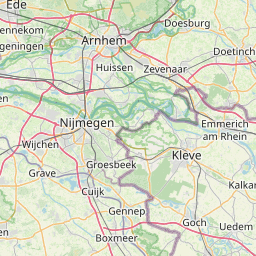 Ede
Doesburg
ennekom
Arnhem
geningen
Doetinch
Huissen
Zevenaar
Nijmegen
Emmerich
am Rhein
Wijchen
Kleve
Groesbeek
Grave
Cuijk
Kalkar
Gennep
Goch
Uedem
Boxmeer